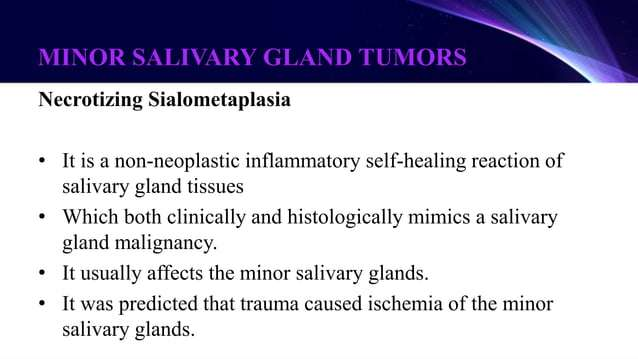 MINOR SALIVARY GLAND TUMORS
Necrotizing Sialometaplasia
• It is a non-neoplastic inflammatory self-healing reaction of
salivary gland tissues
• Which both clinically and histologically mimics a salivary
gland malignancy.
• It usually affects the minor salivary glands.
• It was predicted that trauma caused ischemia of the minor
salivary glands.